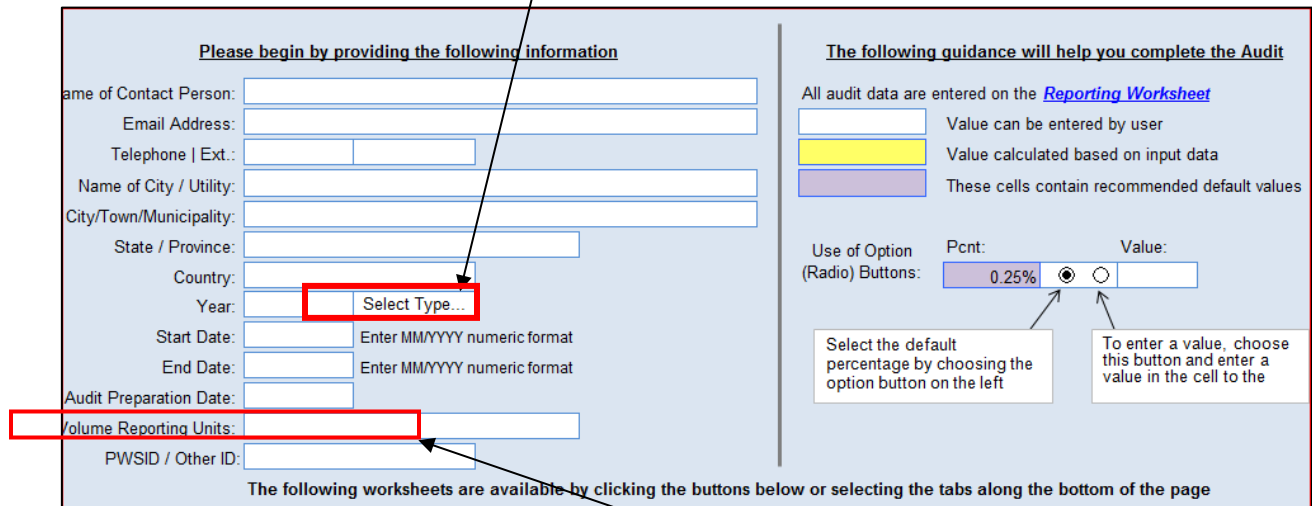 Please begin by providing the following information
ame of Contact Person:
Email Address:
Telephone | Ext.:
Name of City / Utility:
City/Town/Municipality:
State / Province:
Country:
Year:
Select Type...
Start Date:
Enter MM/YYYY numeric format
End Date:
Enter MM/YYYY numeric format
Audit Preparation Date:
Volume Reporting Units:
PWSID / Other ID:
The following guidance will help you complete the Audit
All audit data are entered on the Reporting Worksheet
Value can be entered by user
Value calculated based on input data
These cells contain recommended default values
Use of Option
(Radio) Buttons:
Pcnt:
Value:
0.25%
Select the default
percentage by choosing the
option button on the left
To enter a value, choose
this button and enter a
value in the cell to the
The following worksheets are available by clicking the buttons below or selecting the tabs along the bottom of the page